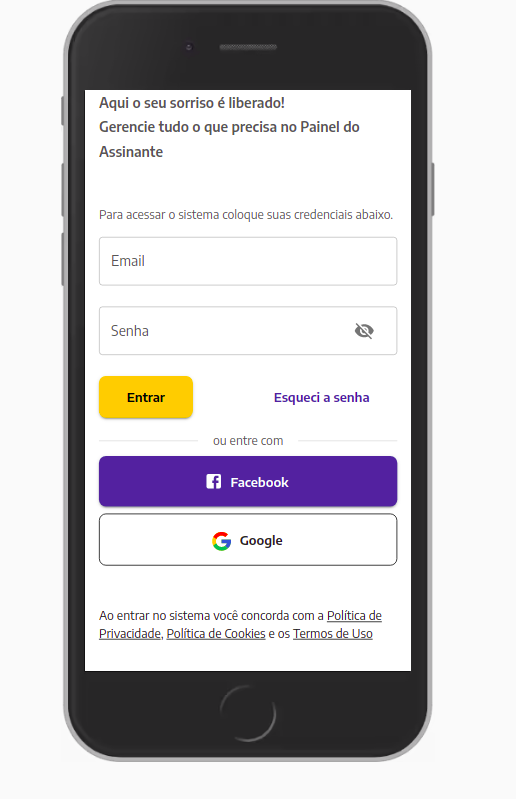 Aqui o seu sorriso é liberado!
Gerencie tudo o que precisa no Painel do
Assinante
Para acessar o sistema coloque suas credenciais abaixo.
Email
Senha
Entrar
Esqueci a senha
ou entre com
Facebook
Google
Ao entrar no sistema você concorda com a Política de
Privacidade, Política de Cookies e os Termos de Uso